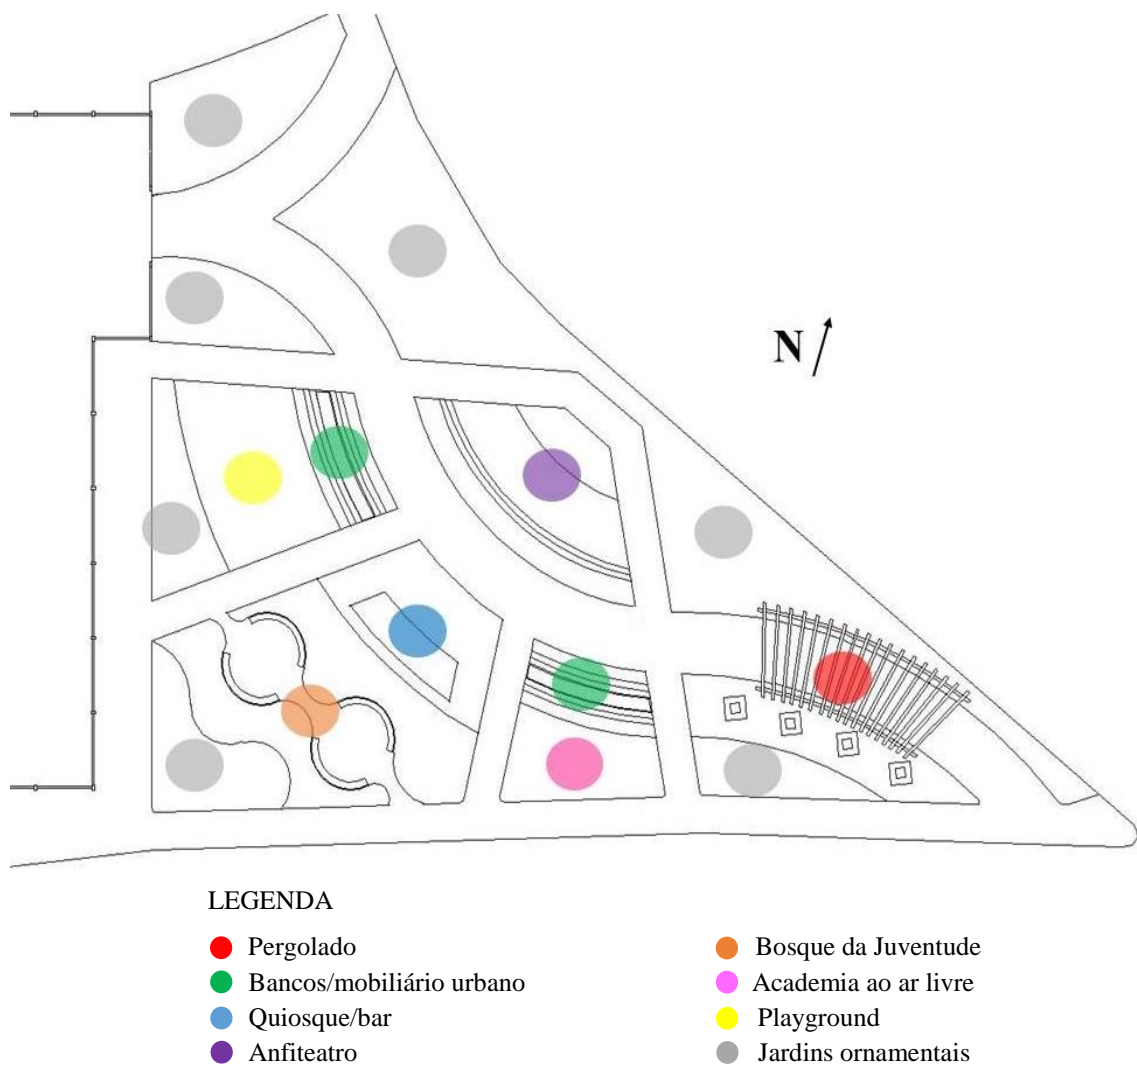 N
LEGENDA
Pergolado
Bancos/mobiliário urbano
Quiosque/bar
Anfiteatro
Bosque da Juventude
Academia ao ar livre
Playground
Jardins ornamentais